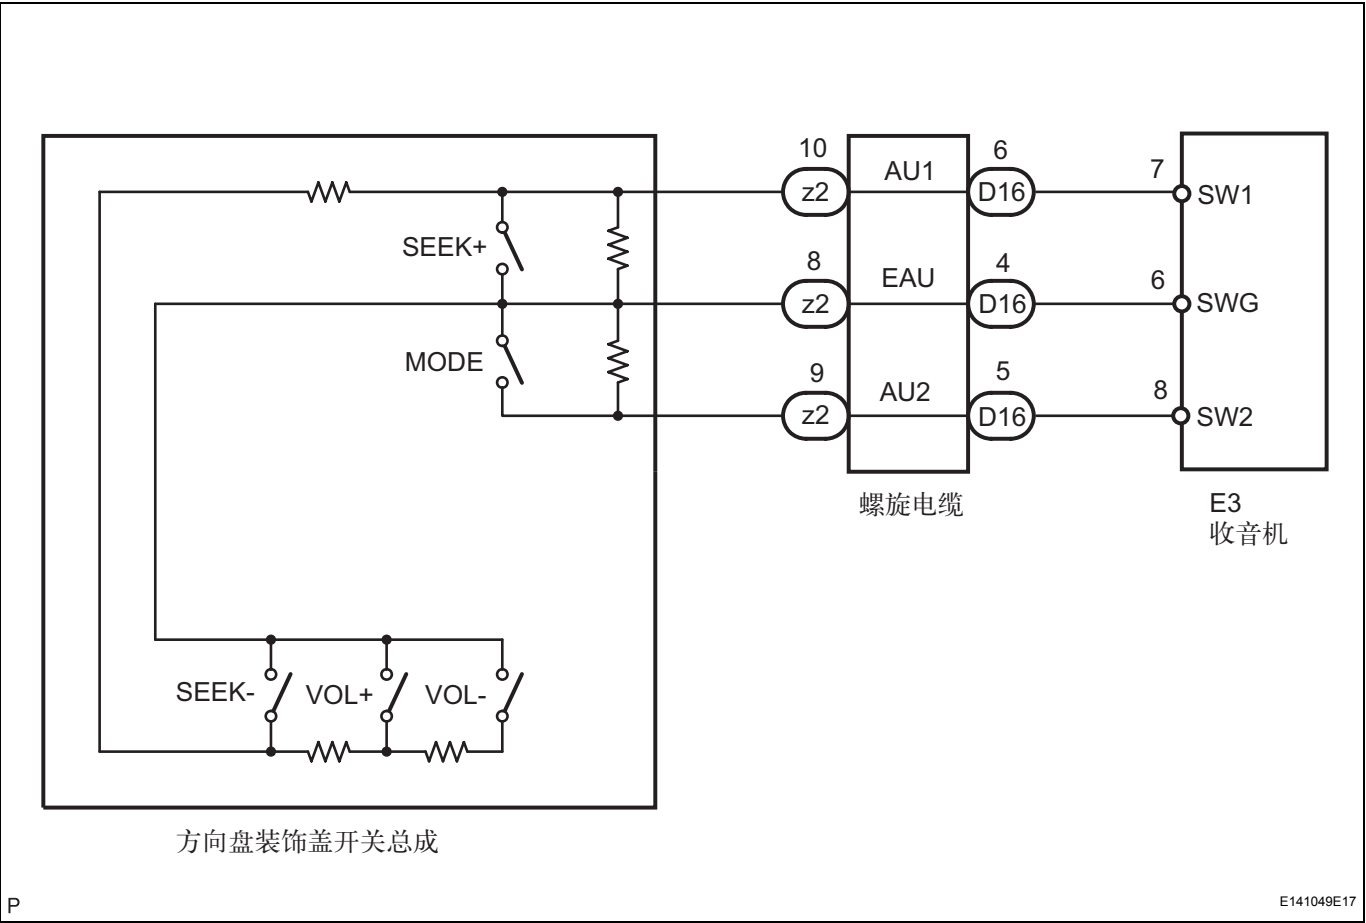 10
AU1
6
z2
D16
7
SW1
SEEK+
8
EAU
4
z2
D16
6
SWG
MODE
9
AU2
5
z2
D16
8
SW2
螺旋电缆
E3
收音机
SEEK-
VOL+
VOL-
方向盘装饰盖开关总成
P
E141049E17